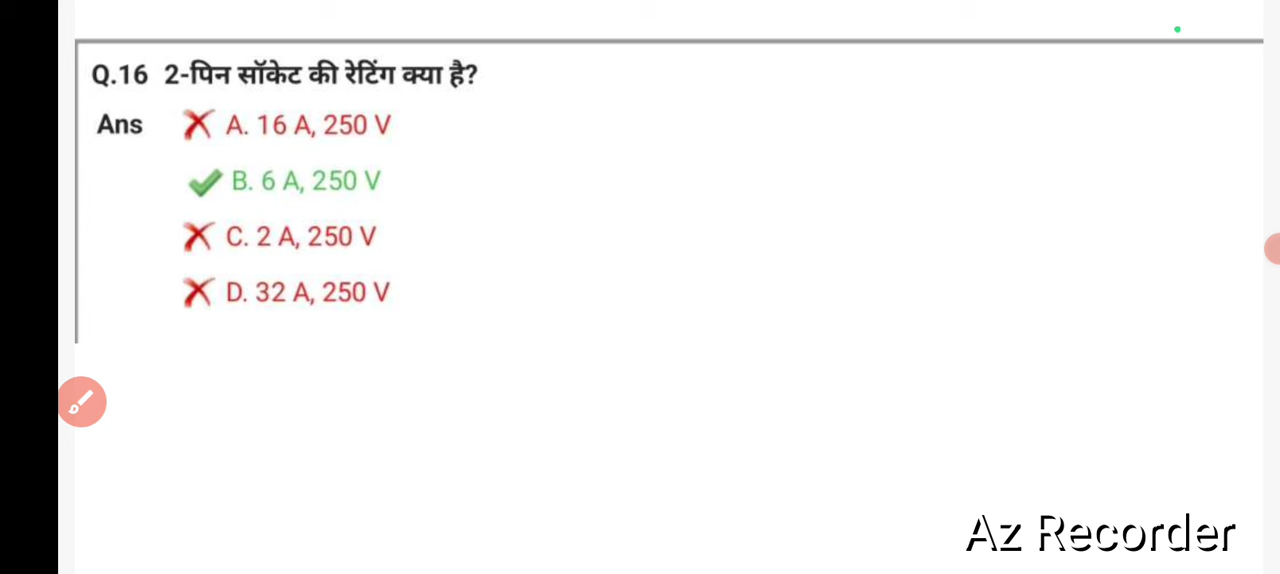 Q.16 2-पिन सॉकेट की रेटिंग क्या है?
Ans A. 16 A, 250 V
B. 6 A, 250 V
C. 2 A, 250 V
D. 32 A, 250 V
Az Recorder